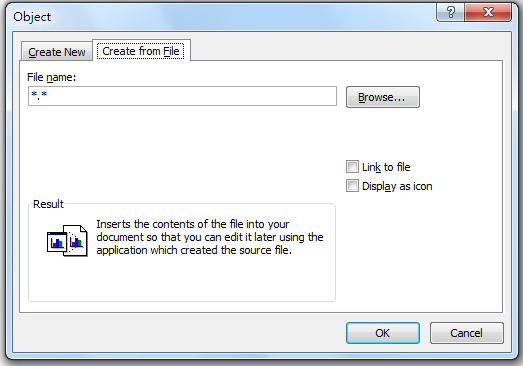 Object
Create New
Create from File
File name:
*.*
Browse...
Link to file
Display as icon
Result
Inserts the contents of the file into your
document so that you can edit it later using the
application which created the source file.
OK
Cancel